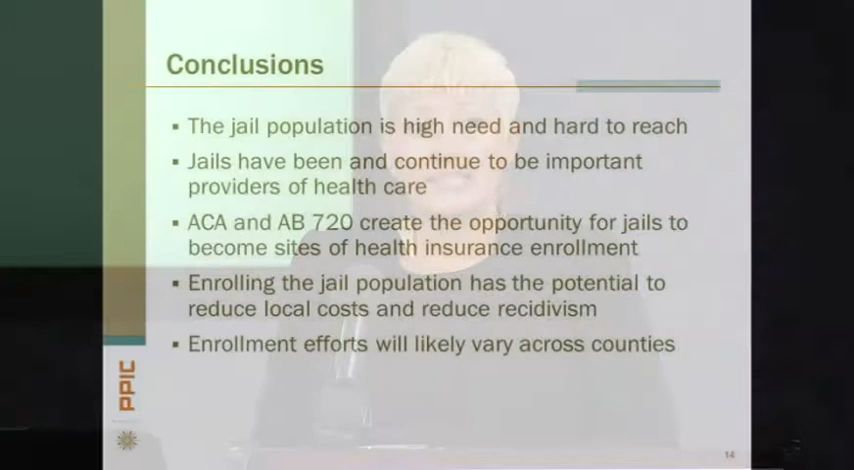 Conclusions
▪ The jail population is high need and hard to reach
▪ Jails have been and continue to be important
providers of health care
▪ ACA and AB 720 create the opportunity for jails to
become sites of health insurance enrollment
▪ Enrolling the jail population has the potential to
reduce local costs and reduce recidivism
▪ Enrollment efforts will likely vary across counties
PPIC
14